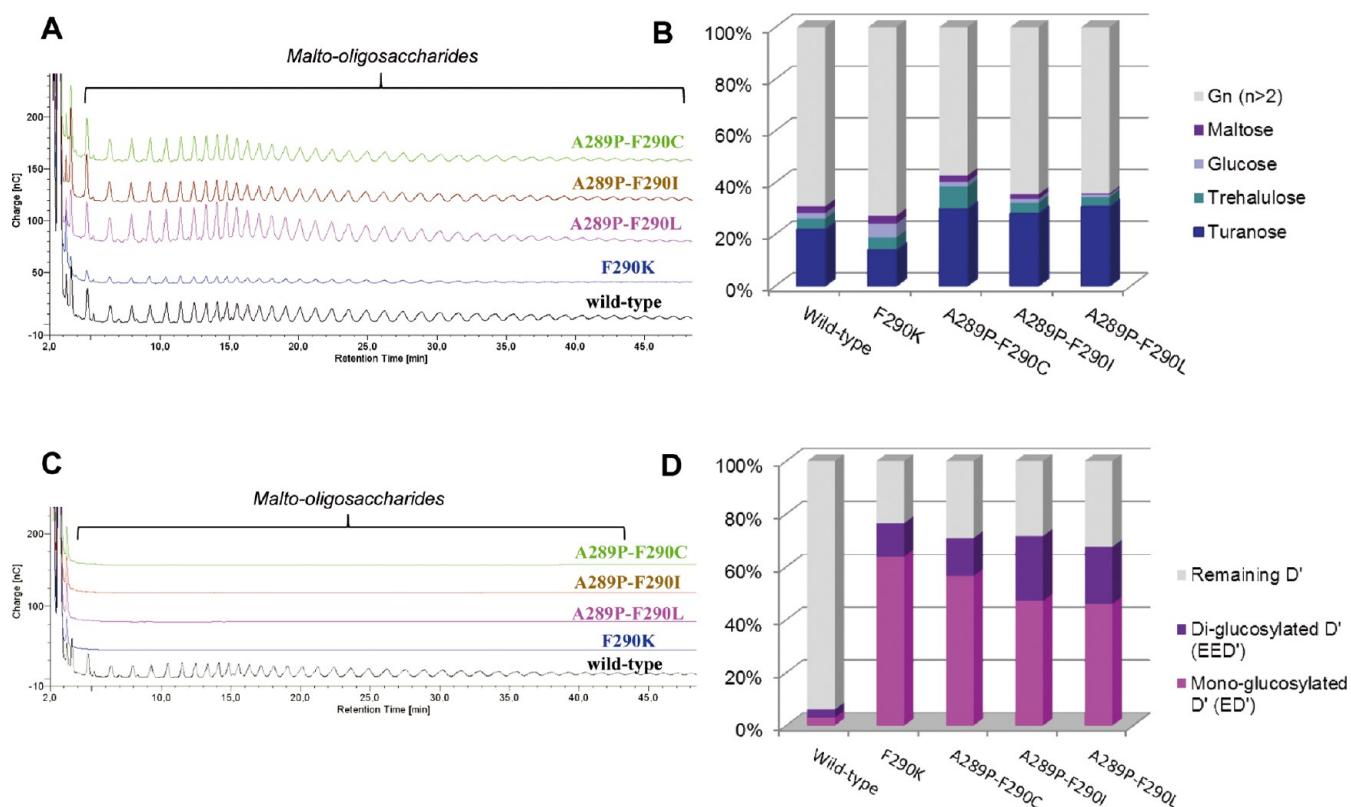 A
Malto-oligosaccharides
Charge [nC]
200
150
100
50
-10
A289P-F290C
A289P-F290I
A289P-F290L
F290K
wild-type
2.0 10.0 15.0 20.0 25.0 30.0 35.0 40.0 45.0
Retention Time [min]
B
100%
80%
60%
40%
20%
0%
Wild-type
F290K
A289P-F290C
A289P-F290I
A289P-F290L
Gn (n>2)
Maltose
Glucose
Trehalulose
Turanose
C
Malto-oligosaccharides
Charge [nC]
200
100
-10
A289P-F290C
A289P-F290I
A289P-F290L
F290K
wild-type
2.0 10.0 15.0 20.0 25.0 30.0 35.0 40.0 45.0
Retention Time [min]
D
100%
80%
60%
40%
20%
0%
Wild-type
F290K
A289P-F290C
A289P-F290I
A289P-F290L
Remaining D'
Di-glucosylated D'
(EED')
Mono-glucosylated
D' (ED')